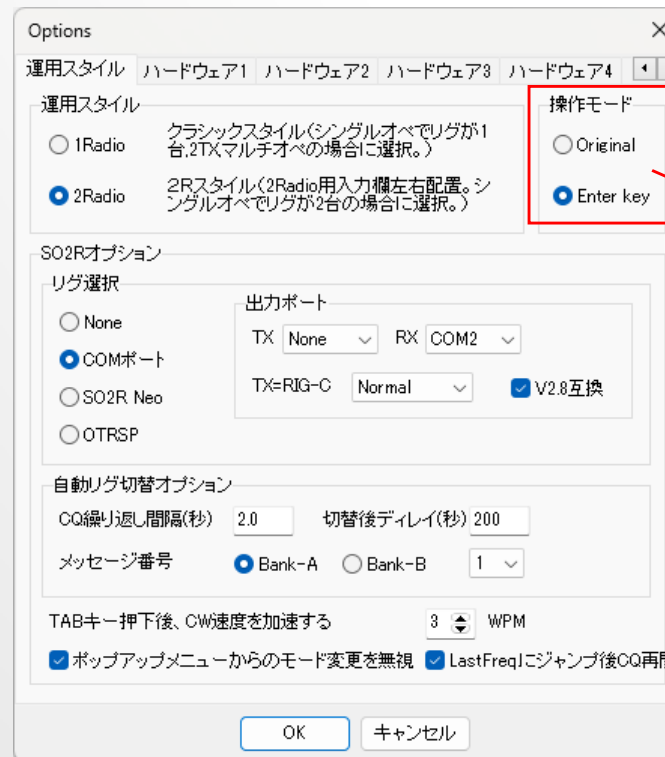 Options
運用スタイル ハードウェア1 ハードウェア2 ハードウェア3 ハードウェア4
運用スタイル
1Radio
クラシックスタイル(シングルオペでリグが1
台,2TXマルチオペの場合に選択。)
2Radio
2Rスタイル(2Radio用入力欄左右配置。シ
ングルオペでリグが2台の場合に選択。)
操作モード
Original
Enter key
SO2Rオプション
リグ選択
None
COMポート
SO2R Neo
OTRSP
出力ポート
TX None RX COM2
TX=RIG-C Normal V2.8互換
自動リグ切替オプション
CQ繰り返し間隔(秒) 2.0 切替後ディレイ(秒) 200
メッセージ番号 Bank-A Bank-B 1
TABキー押下後、CW速度を加速する 3 WPM
ポップアップメニューからのモード変更を無視 LastFreqにジャンプ後CQ再開
OK キャンセル